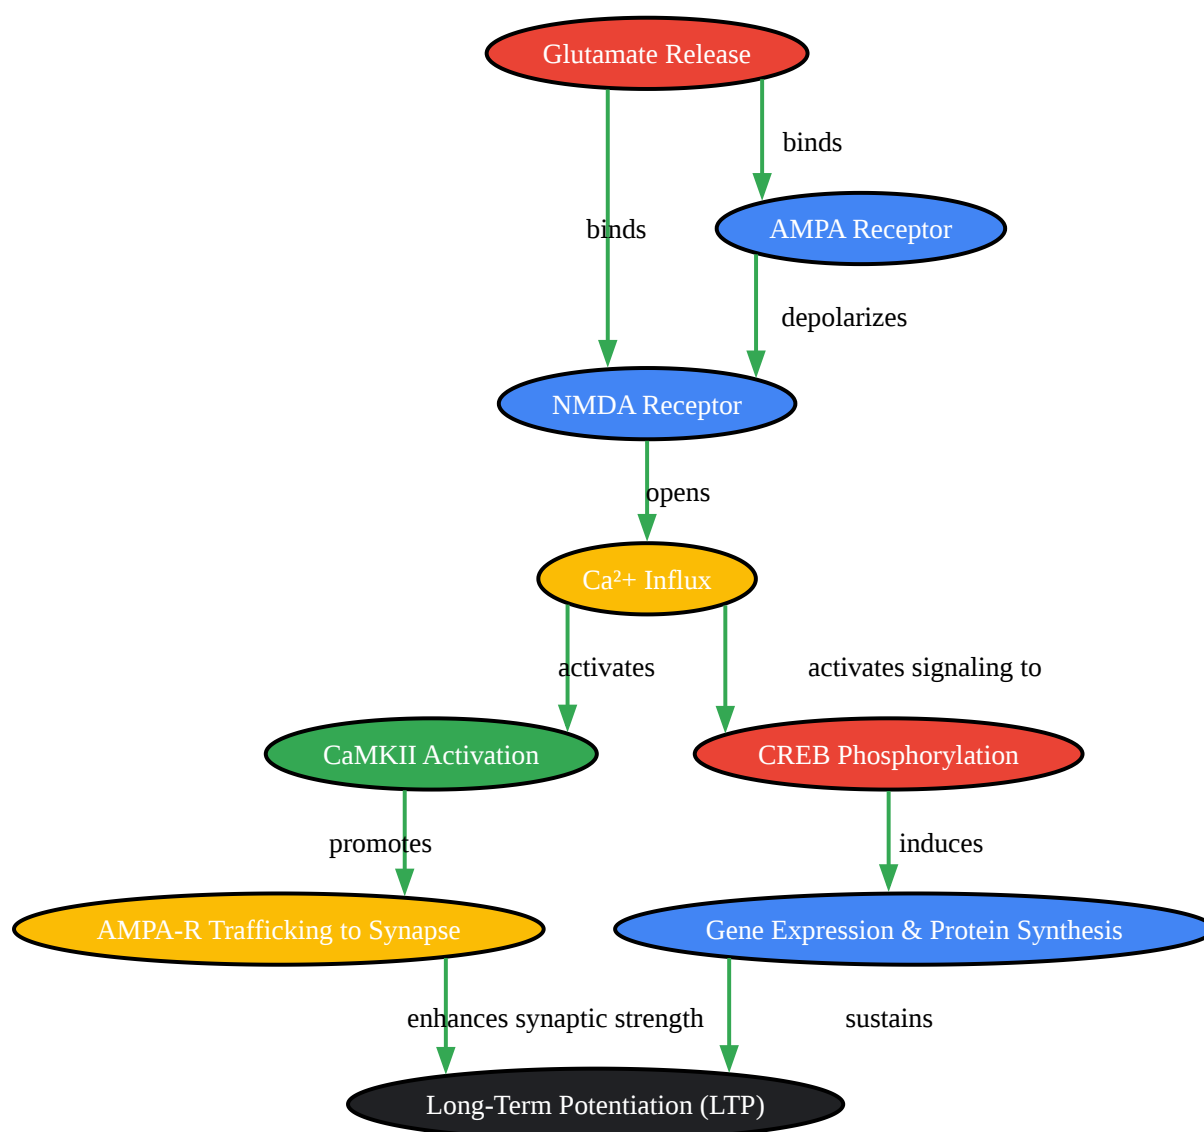 Glutamate Release
binds
binds
AMPA Receptor
depolarizes
NMDA Receptor
opens
Ca²+ Influx
activates
activates signaling to
CaMKII Activation
CREB Phosphorylation
promotes
induces
AMPA-R Trafficking to Synapse
Gene Expression & Protein Synthesis
enhances synaptic strength
sustains
Long-Term Potentiation (LTP)